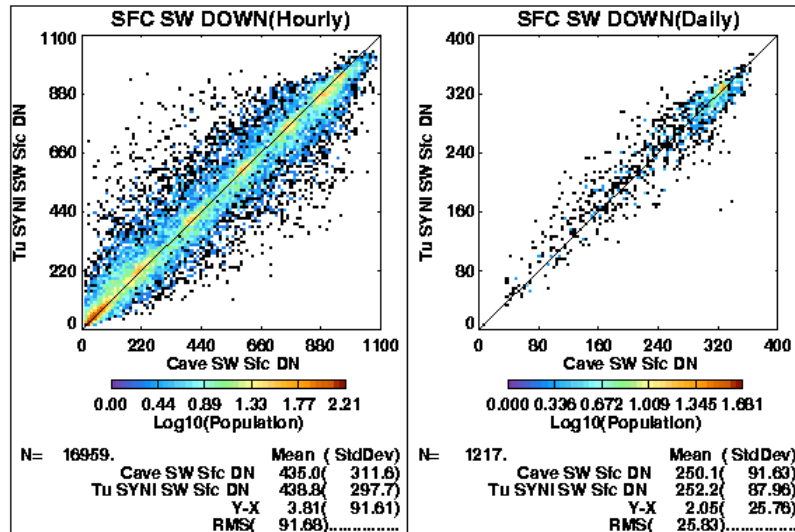 SFC SW DOWN(Hourly)
1100
880
660
440
220
0
Tu SYNI SW Sfc DN
0 220 440 660 880 1100
Cave SW Sfc DN
0.00 0.44 0.89 1.33 1.77 2.21
Log10(Population)
N= 16959. Mean ( StdDev)
Cave SW Sfc DN 435.0( 311.6)
Tu SYNI SW Sfc DN 438.8( 297.7)
Y-X 3.81( 91.61)
RMS( 91.68)...............
SFC SW DOWN(Daily)
400
320
240
160
80
0
Tu SYNI SW Sfc DN
0 80 160 240 320 400
Cave SW Sfc DN
0.000 0.336 0.672 1.009 1.345 1.681
Log10(Population)
N= 1217. Mean ( StdDev)
Cave SW Sfc DN 250.1( 91.63)
Tu SYNI SW Sfc DN 252.2( 87.96)
Y-X 2.05( 25.76)
RMS( 25.83)...............